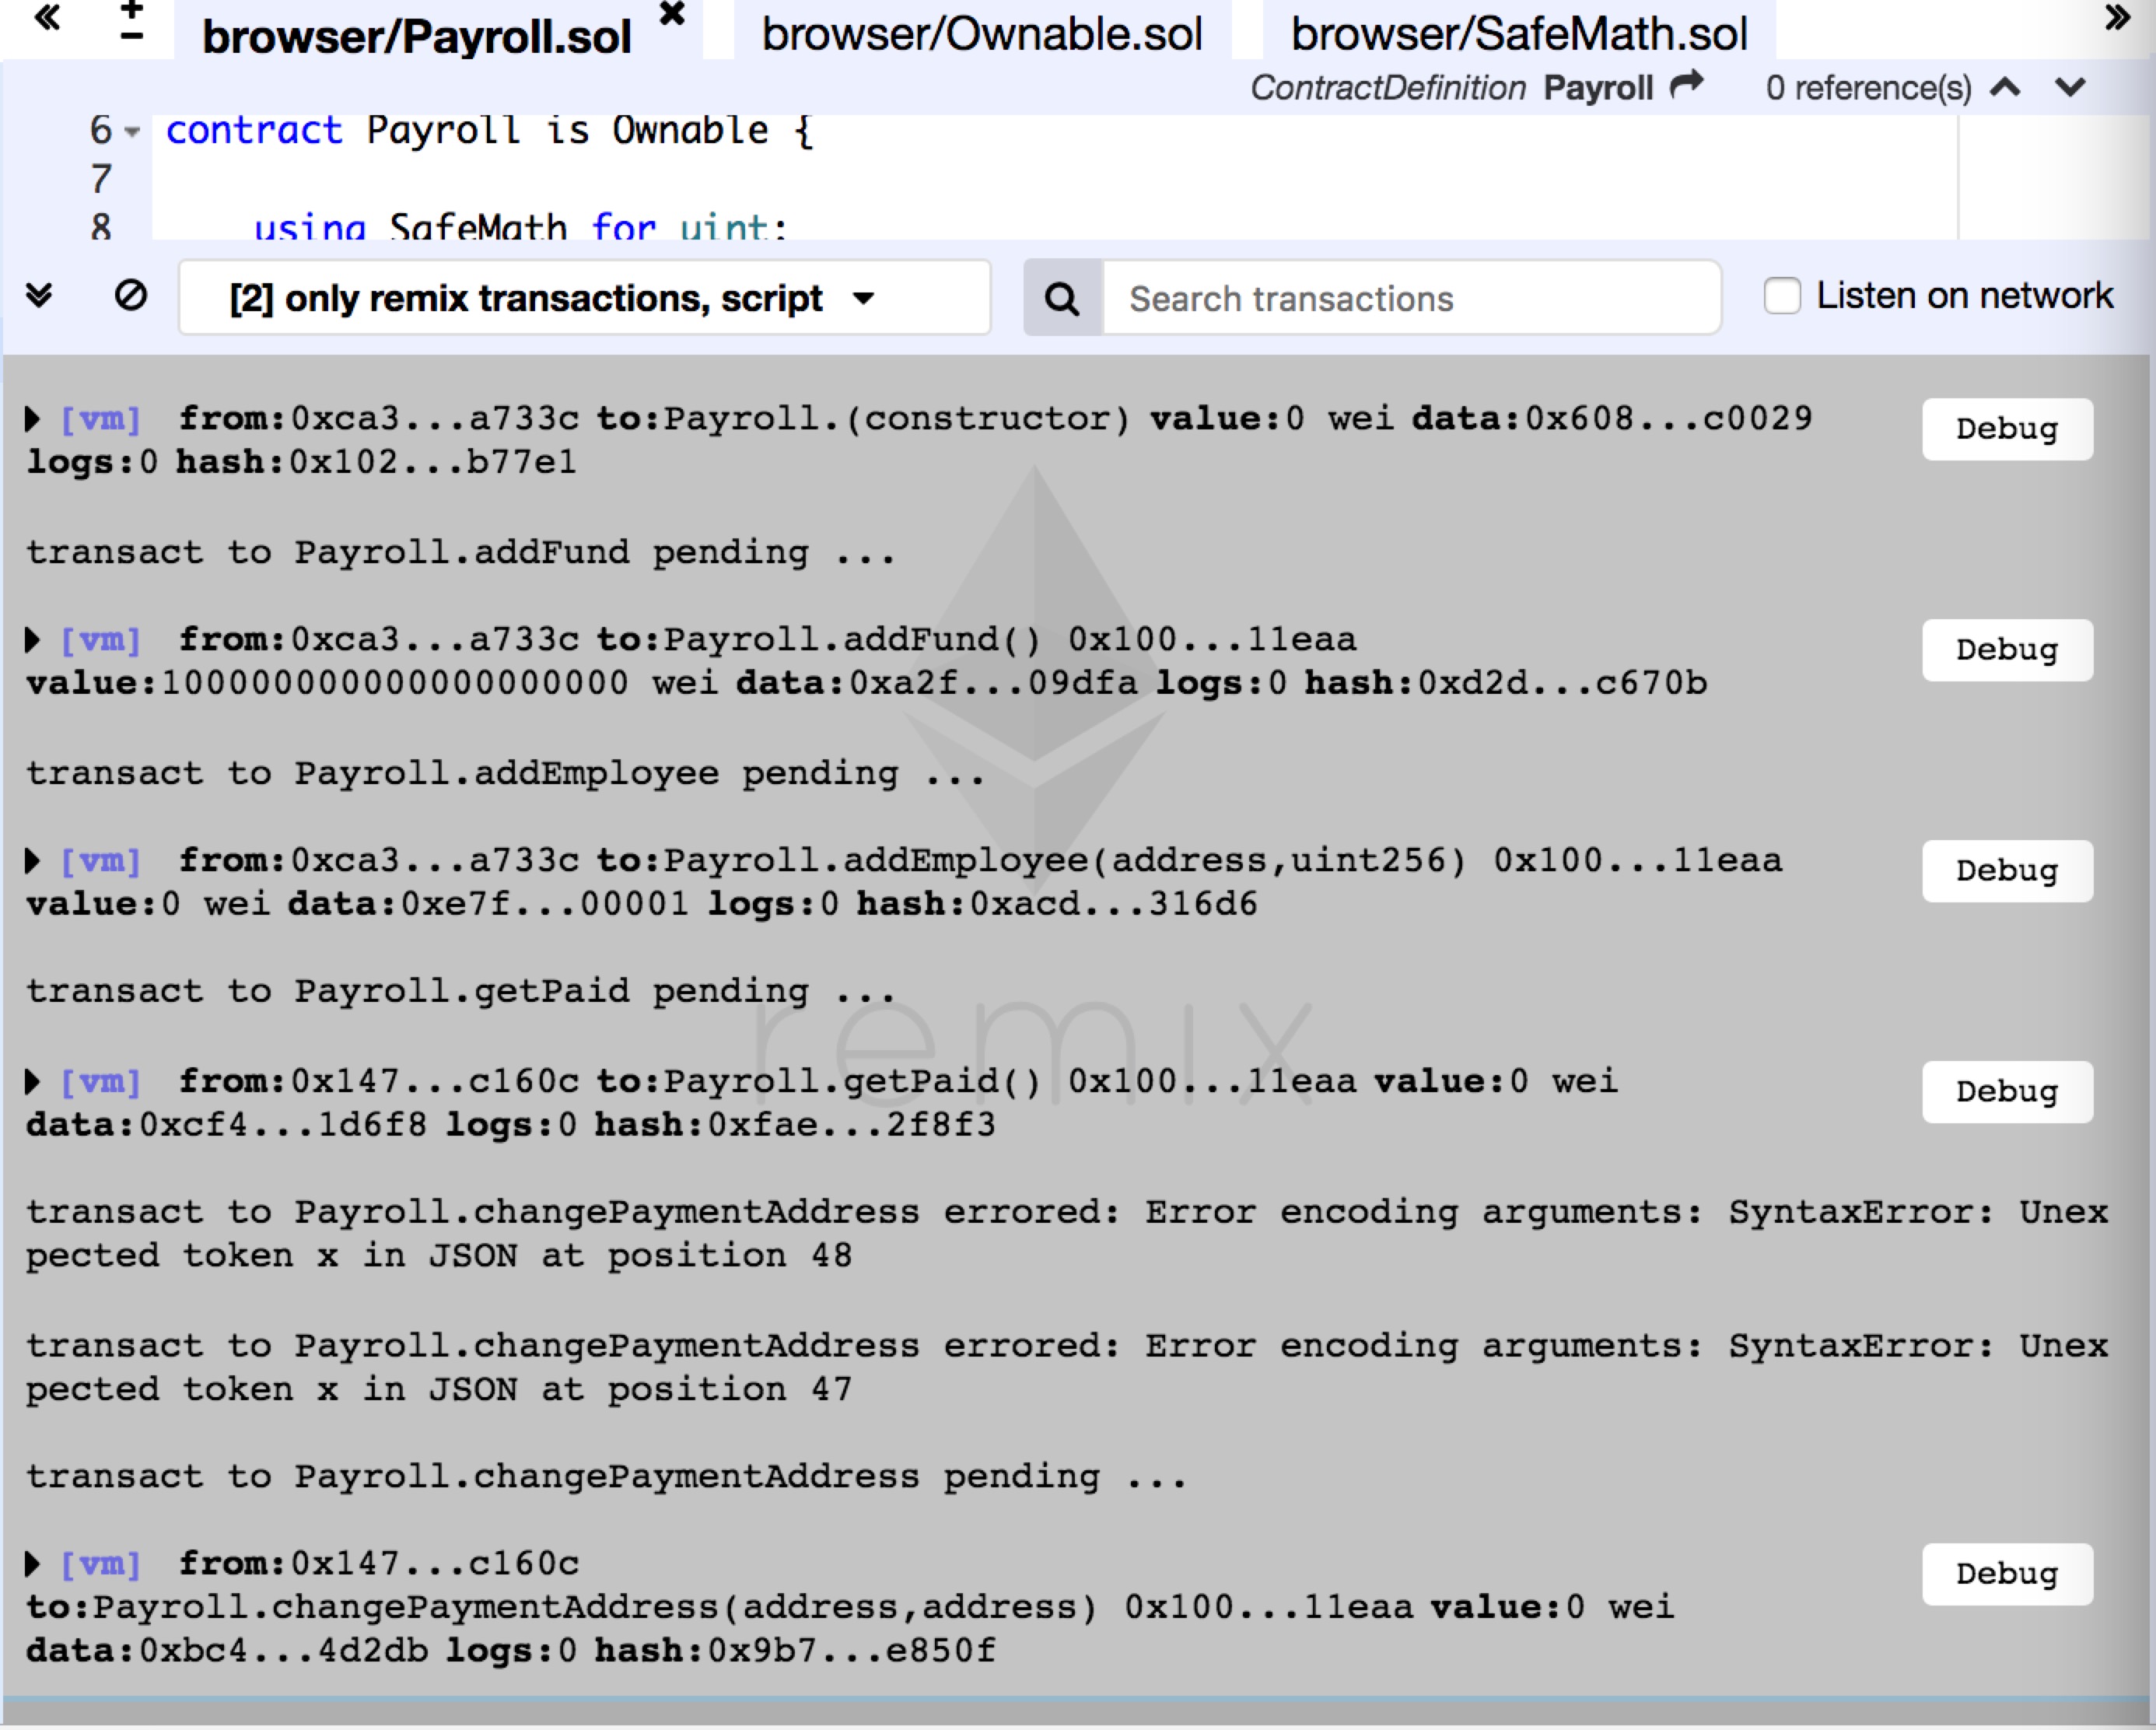 browser/Payroll.sol browser/Ownable.sol browser/SafeMath.sol
ContractDefinition Payroll 0 reference(s)
6 contract Payroll is Ownable {
7
8 using SafeMath for uint;
[2] only remix transactions, script Search transactions Listen on network
[vm] from:0xca3...a733c to:Payroll.(constructor) value:0 wei data:0x608...c0029 Debug
logs:0 hash:0x102...b77e1
transact to Payroll.addFund pending ...
[vm] from:0xca3...a733c to:Payroll.addFund() 0x100...11eaa Debug
value:100000000000000000000 wei data:0xa2f...09dfa logs:0 hash:0xd2d...c670b
transact to Payroll.addEmployee pending ...
[vm] from:0xca3...a733c to:Payroll.addEmployee(address,uint256) 0x100...11eaa Debug
value:0 wei data:0xe7f...00001 logs:0 hash:0xacd...316d6
transact to Payroll.getPaid pending ...
remix
[vm] from:0x147...c160c to:Payroll.getPaid() 0x100...11eaa value:0 wei Debug
data:0xcf4...1d6f8 logs:0 hash:0xfae...2f8f3
transact to Payroll.changePaymentAddress errored: Error encoding arguments: SyntaxError: Unex
pected token x in JSON at position 48
transact to Payroll.changePaymentAddress errored: Error encoding arguments: SyntaxError: Unex
pected token x in JSON at position 47
transact to Payroll.changePaymentAddress pending ...
[vm] from:0x147...c160c Debug
to:Payroll.changePaymentAddress(address,address) 0x100...11eaa value:0 wei
data:0xbc4...4d2db logs:0 hash:0x9b7...e850f